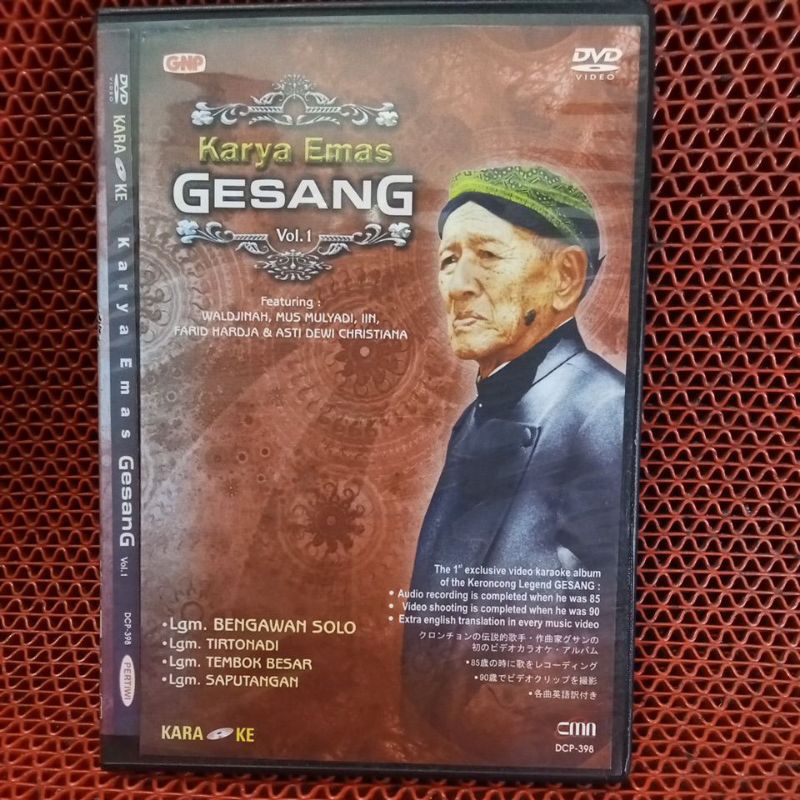 DVD
VIDEO
KARAOKE
Karya Emas
GESANG
Vol. 1
DCP-398
PERTIWI
GNP
DVD
VIDEO
Karya Emas
GESANG
Vol. 1
Featuring :
WALDJINAH, MUS MULYADI, IIN,
FARID HARDJA & ASTI DEWI CHRISTIANA
The 1st exclusive video karaoke album
of the Keroncong Legend GESANG :
• Audio recording is completed when he was 85
• Video shooting is completed when he was 90
• Extra english translation in every music video
クロンチョンの伝説的歌手・作曲家グサンの
初のビデオカラオケ・アルバム
・85歳の時に歌をレコーディング
・90歳でビデオクリップを撮影
・各曲英語訳付き
•Lgm. BENGAWAN SOLO
•Lgm. TIRTONADI
•Lgm. TEMBOK BESAR
•Lgm. SAPUTANGAN
KARAOKE
cmn
DCP-398